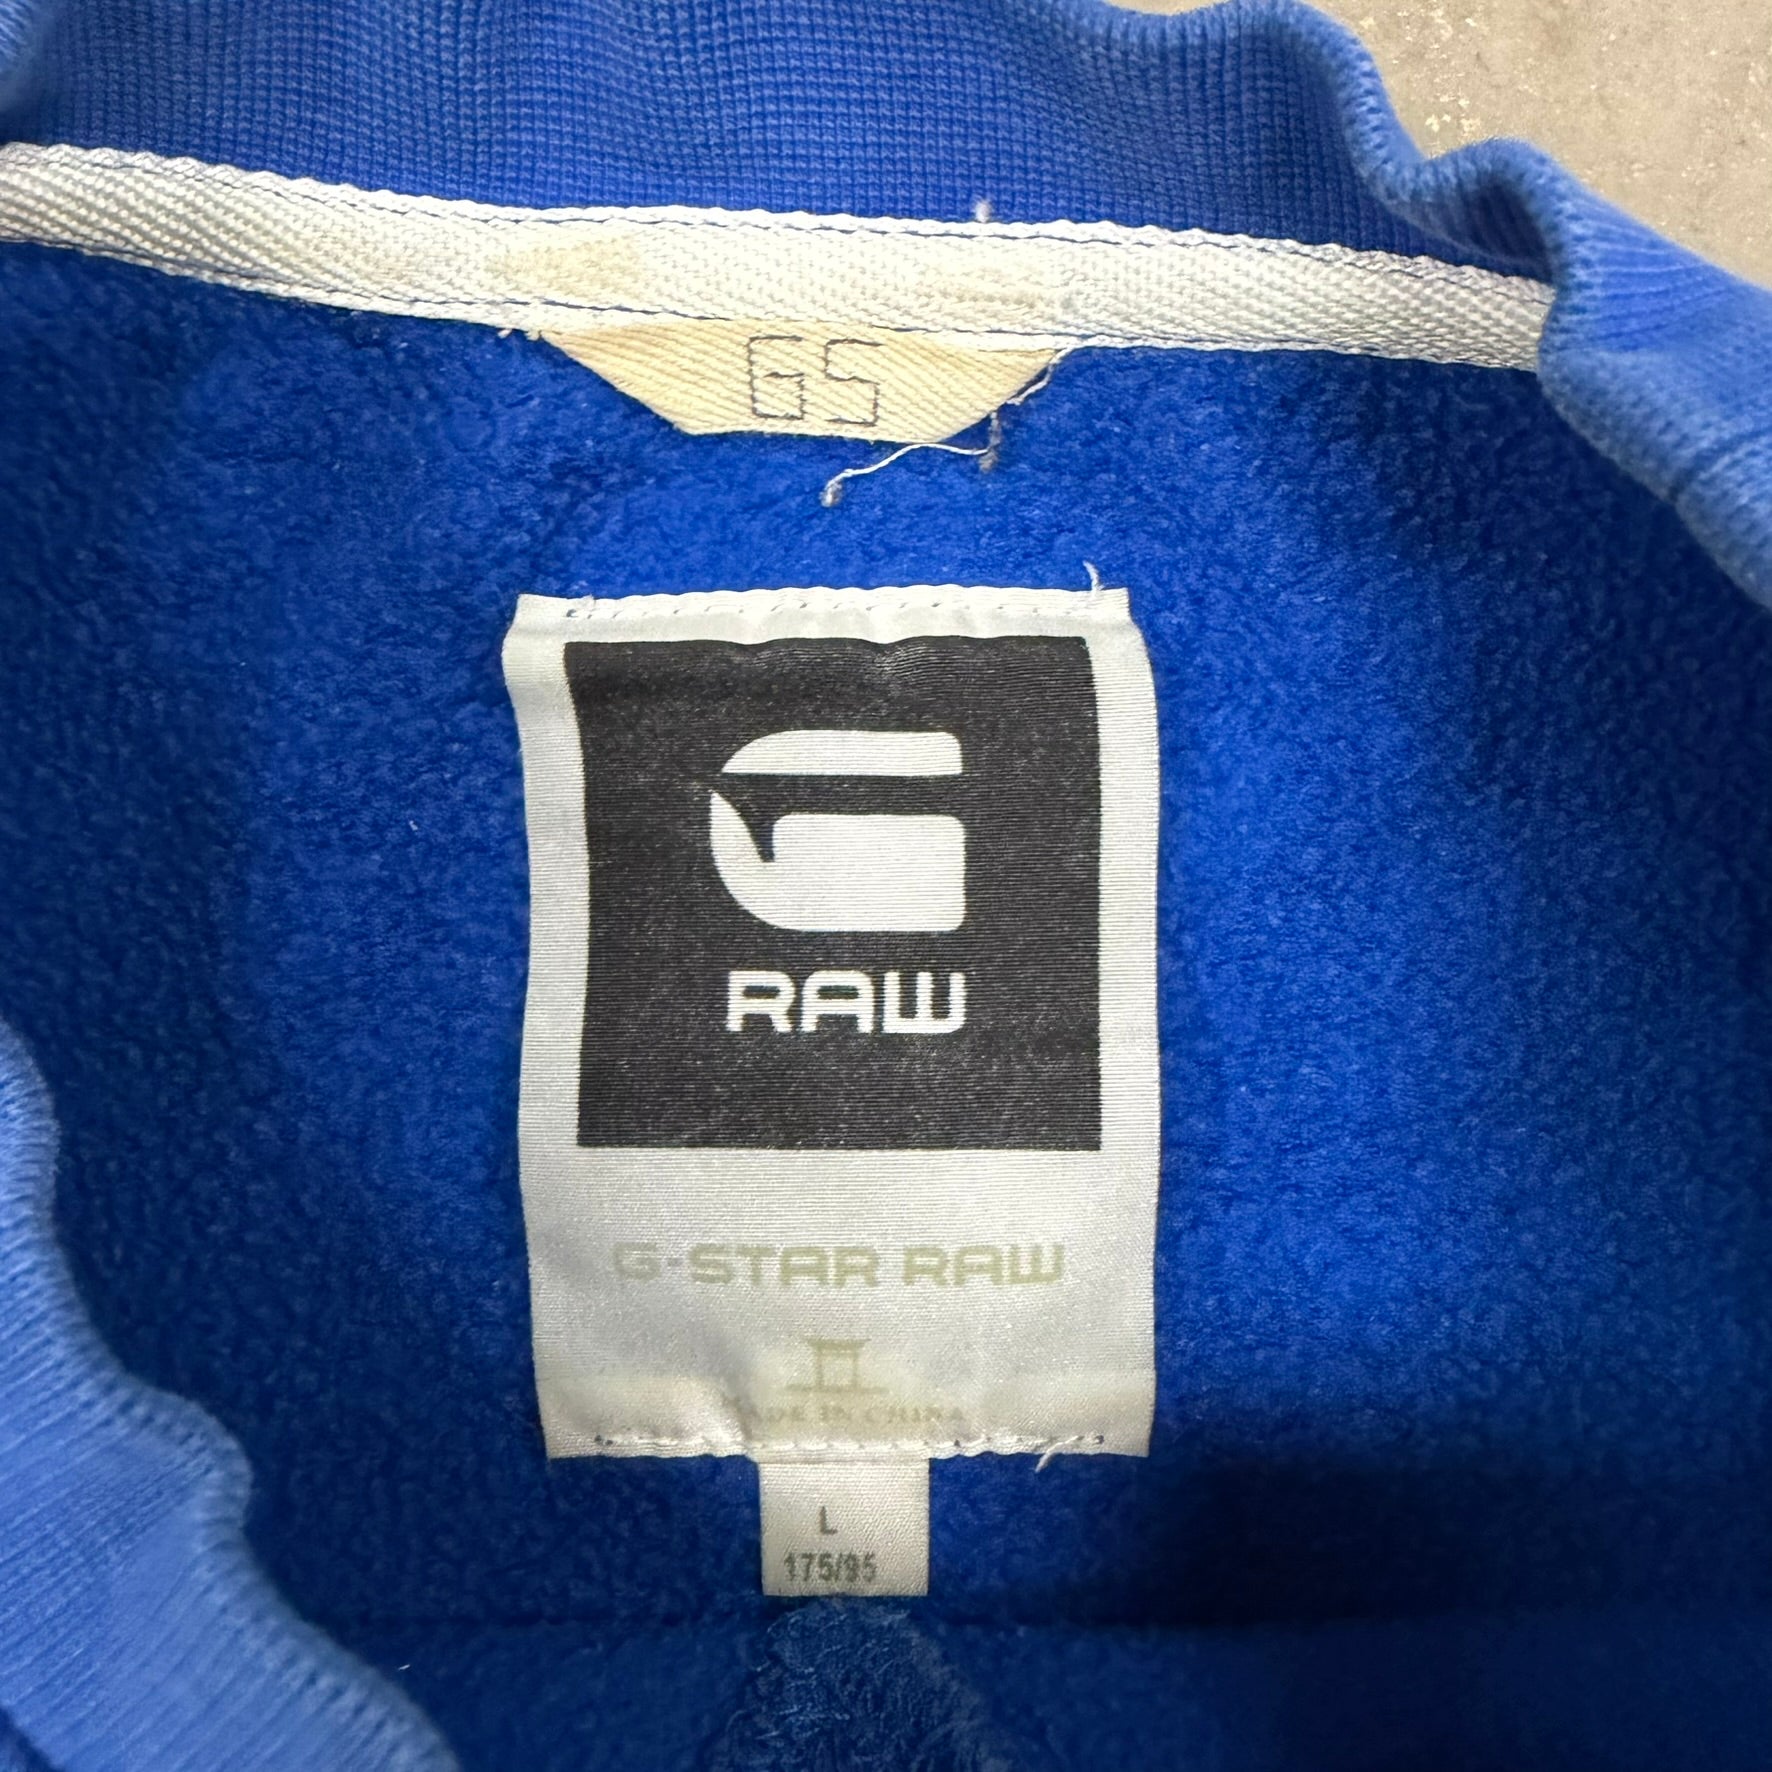 GS
RAW
G-STAR RAW
MADE IN CHINA
L
175/95